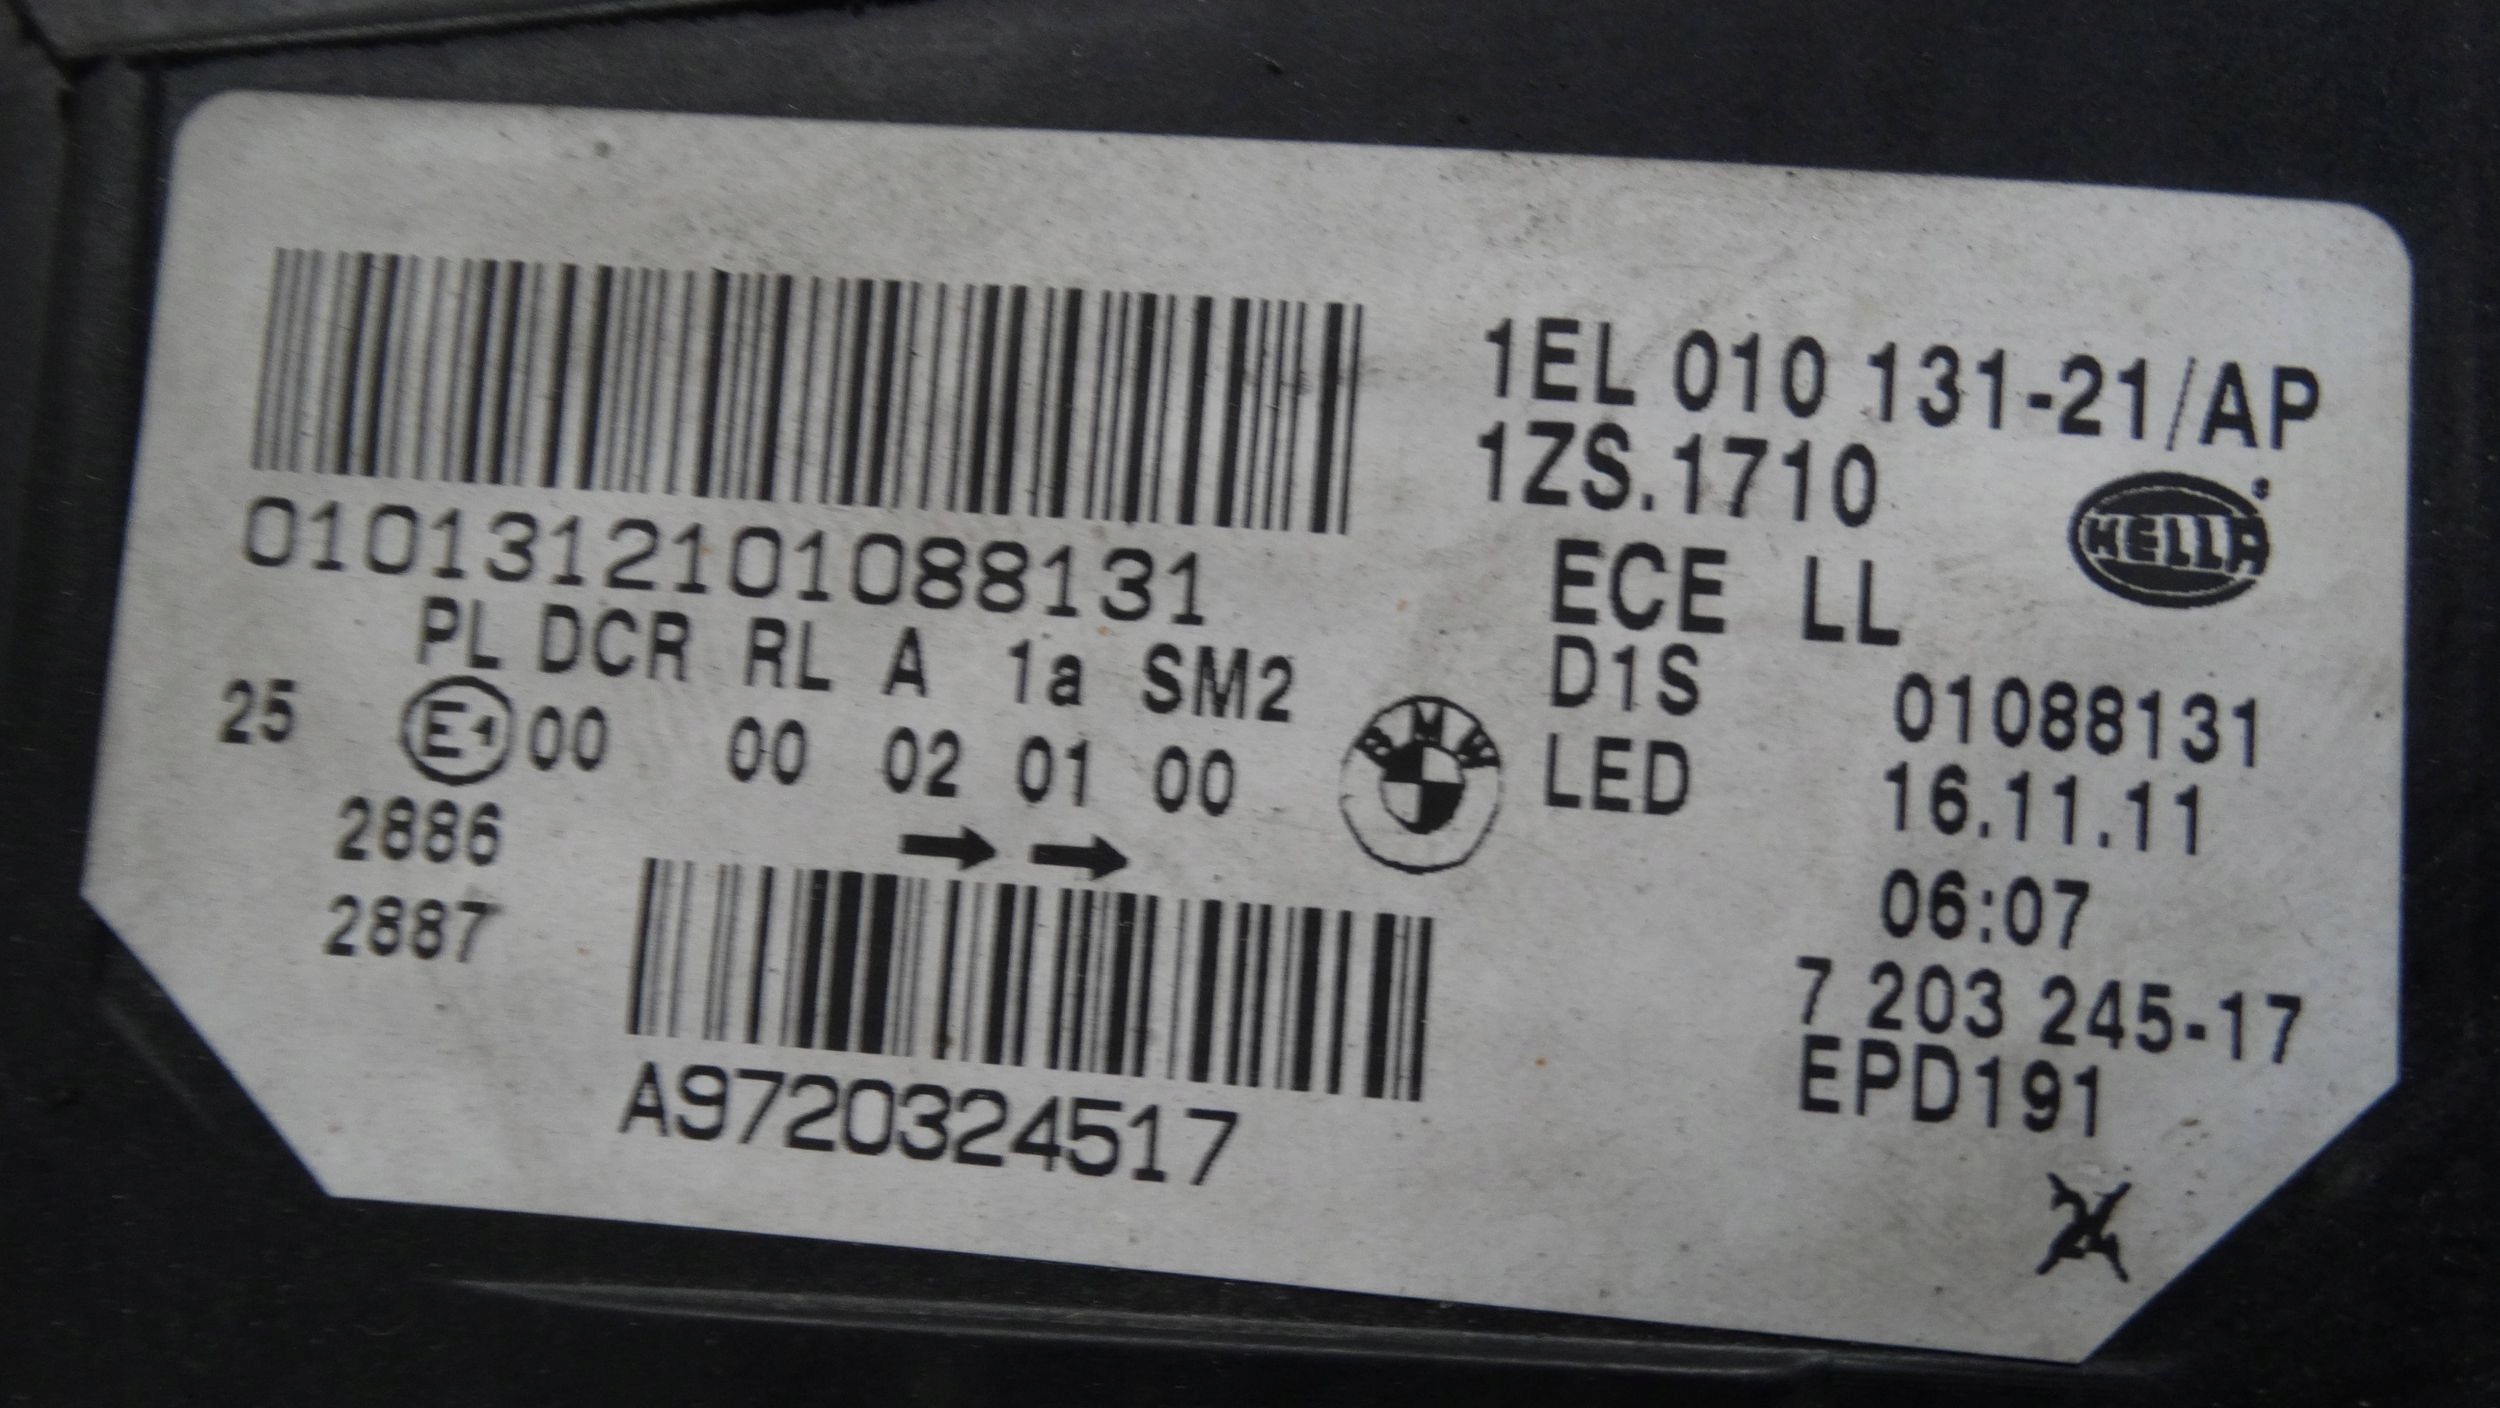 1EL 010 131-21/AP
1ZS.1710
HELLA
0101312101088131
ECE LL
PL DCR RL A 1a SM2
D1S
01088131
25 E1 00 00 02 01 00
BMW
LED
16.11.11
2886
06:07
2887
7 203 245-17
A9720324517
EPD191